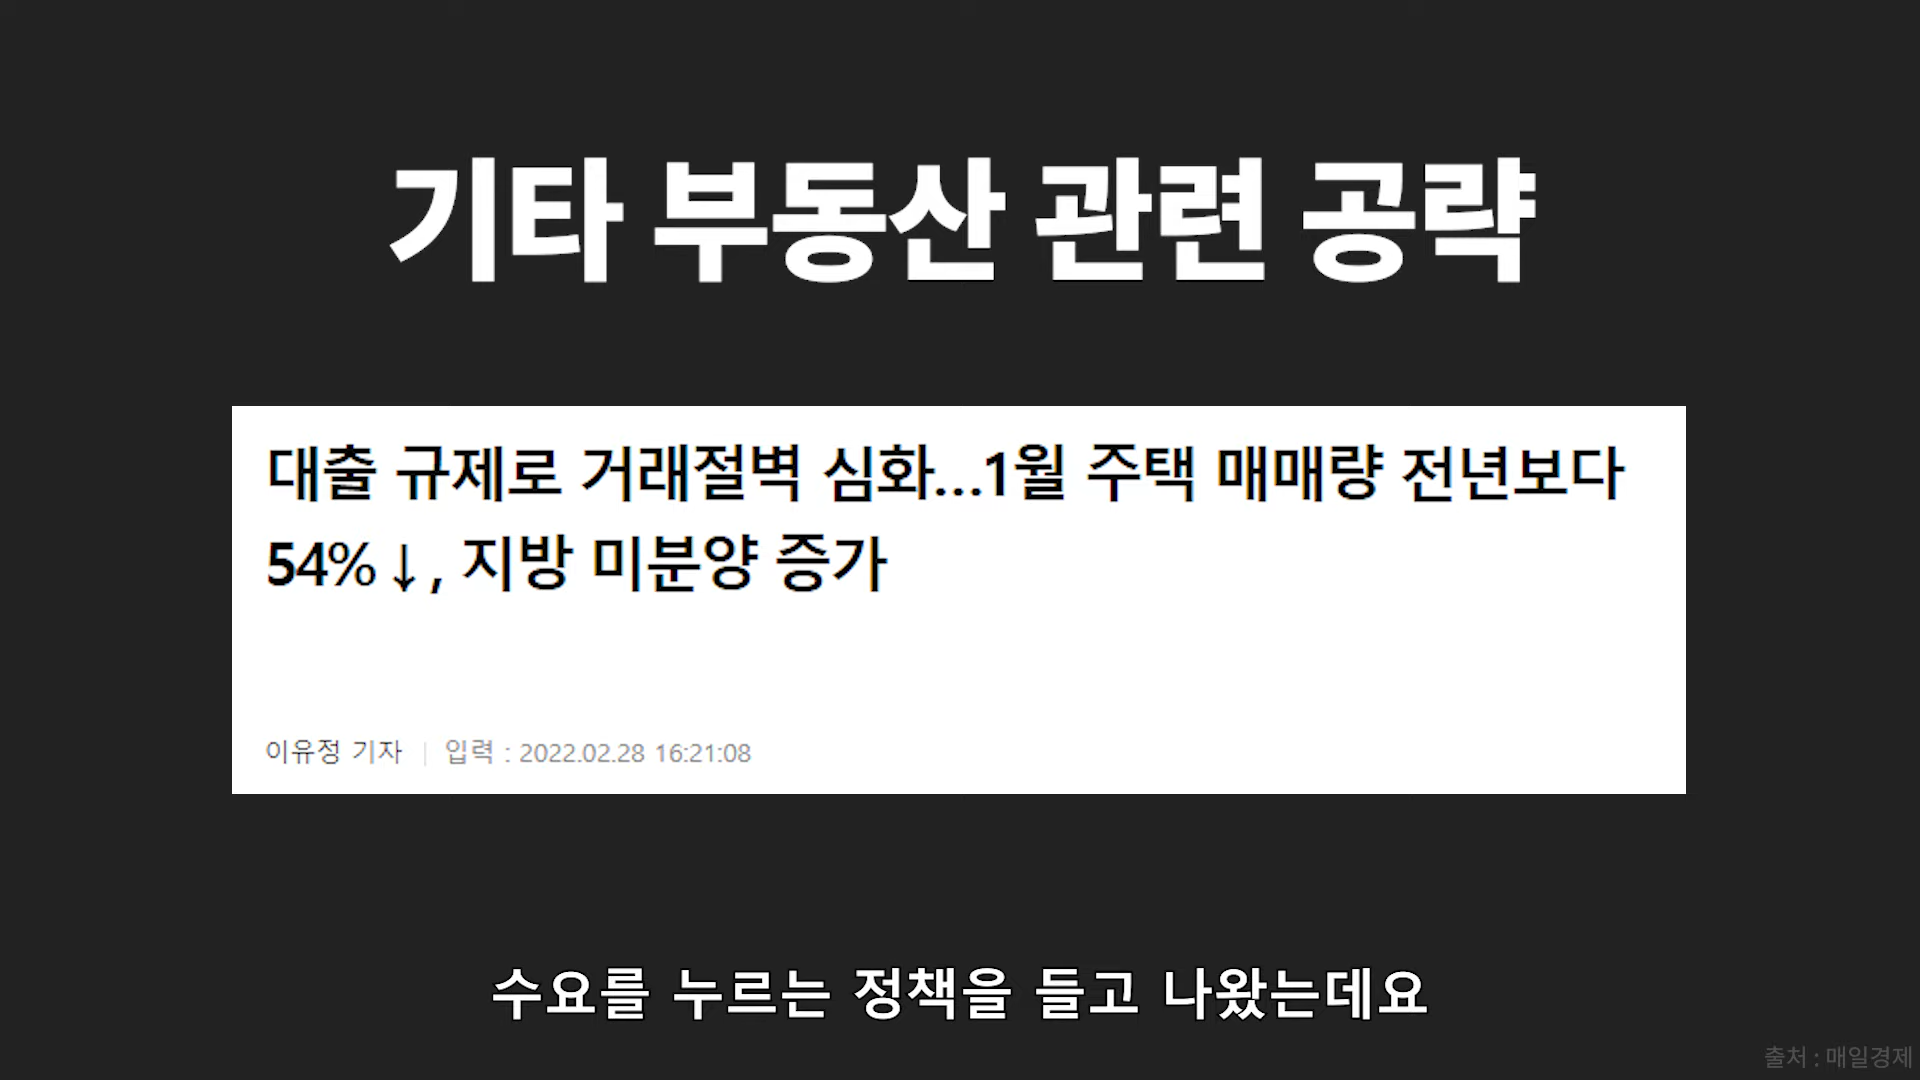 기타 부동산 관련 공략
대출 규제로 거래절벽 심화...1월 주택 매매량 전년보다
54%↓, 지방 미분양 증가
이유정 기자 | 입력 : 2022.02.28 16:21:08
수요를 누르는 정책을 들고 나왔는데요
출처 : 매일경제